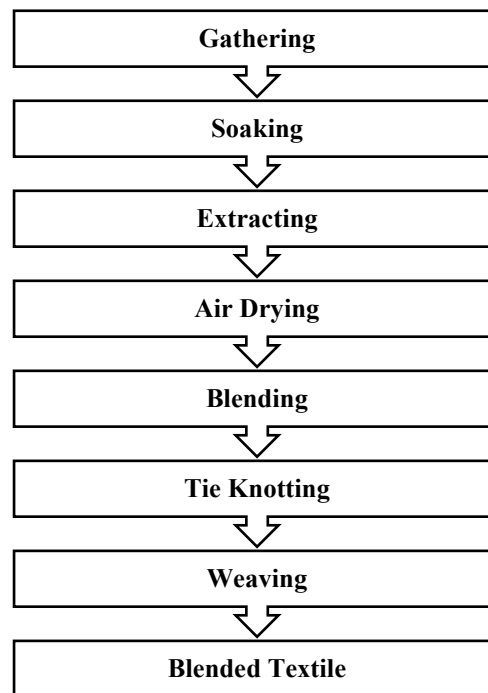 Gathering
Soaking
Extracting
Air Drying
Blending
Tie Knotting
Weaving
Blended Textile